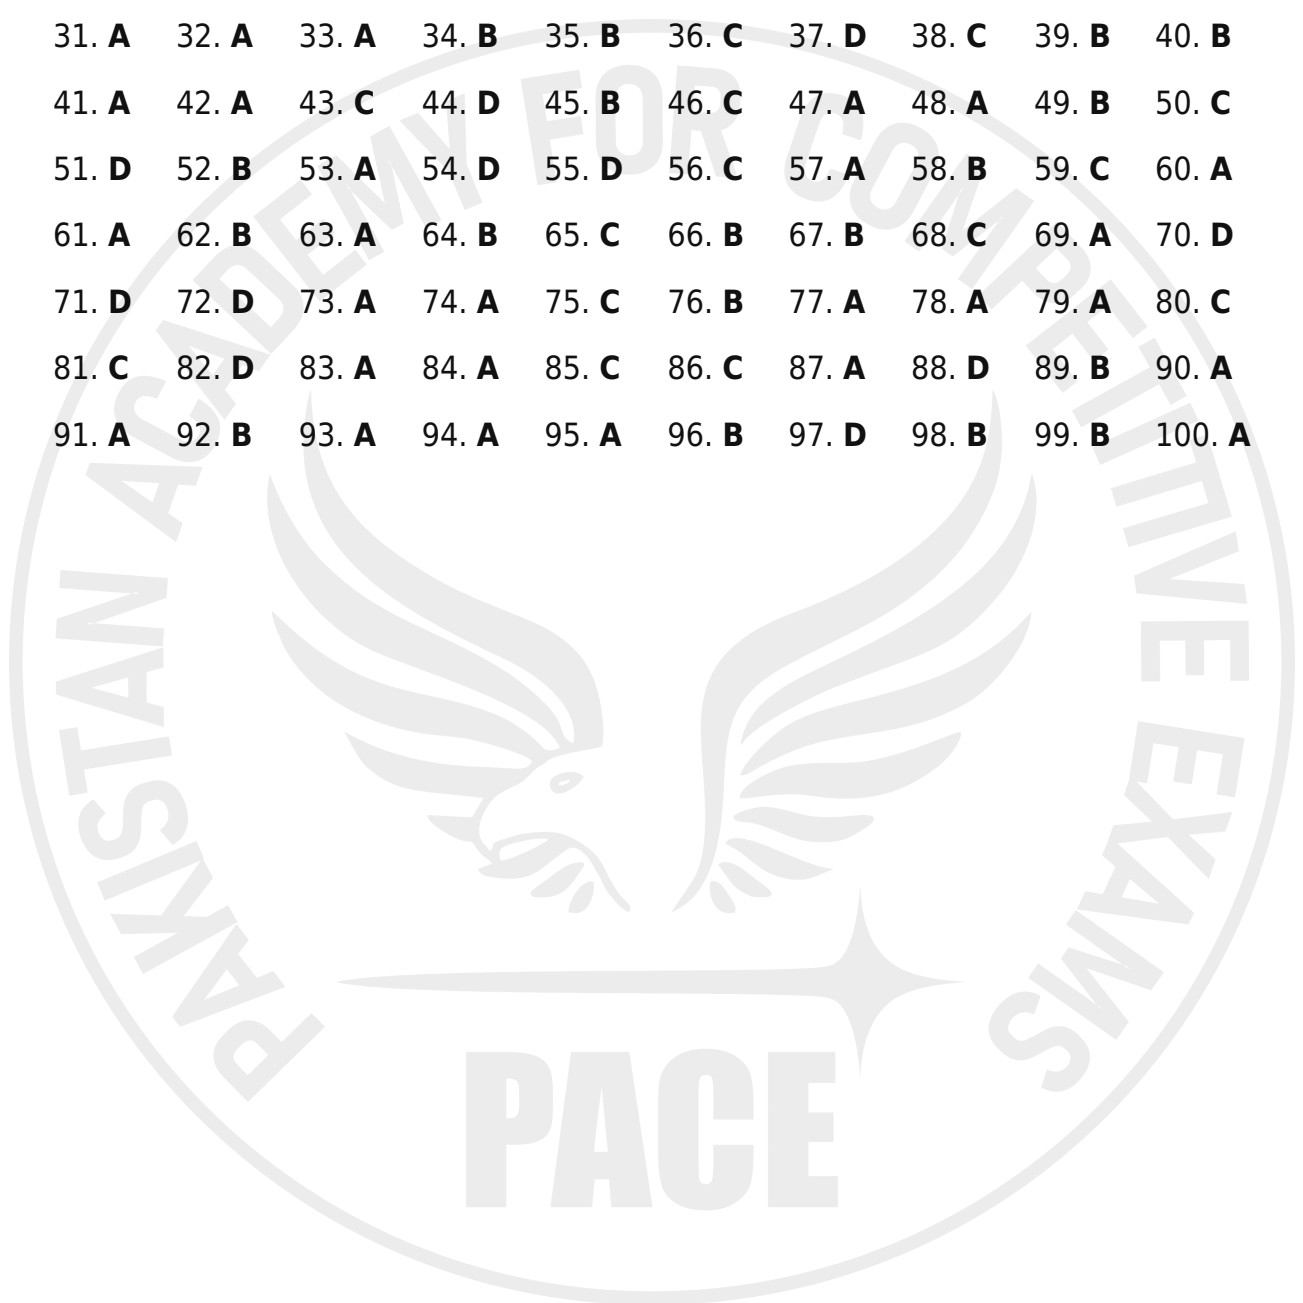 31. A 32. A 33. A 34. B 35. B 36. C 37. D 38. C 39. B 40. B
41. A 42. A 43. C 44. D 45. B 46. C 47. A 48. A 49. B 50. C
51. D 52. B 53. A 54. D 55. D 56. C 57. A 58. B 59. C 60. A
61. A 62. B 63. A 64. B 65. C 66. B 67. B 68. C 69. A 70. D
71. D 72. D 73. A 74. A 75. C 76. B 77. A 78. A 79. A 80. C
81. C 82. D 83. A 84. A 85. C 86. C 87. A 88. D 89. B 90. A
91. A 92. B 93. A 94. A 95. A 96. B 97. D 98. B 99. B 100. A
PAKISTAN ACADEMY FOR COMPETITIVE EXAMS
PACE